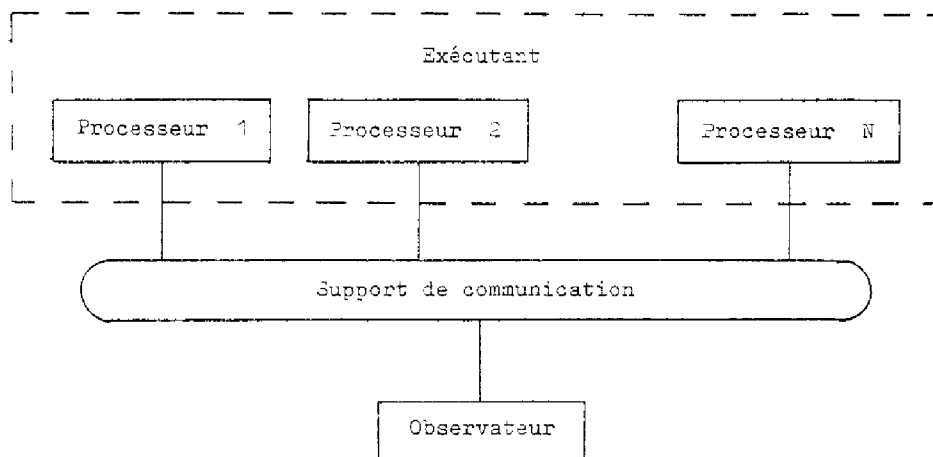 Exécutant
Processeur 1
Processeur 2
Processeur N
Support de communication
Observateur